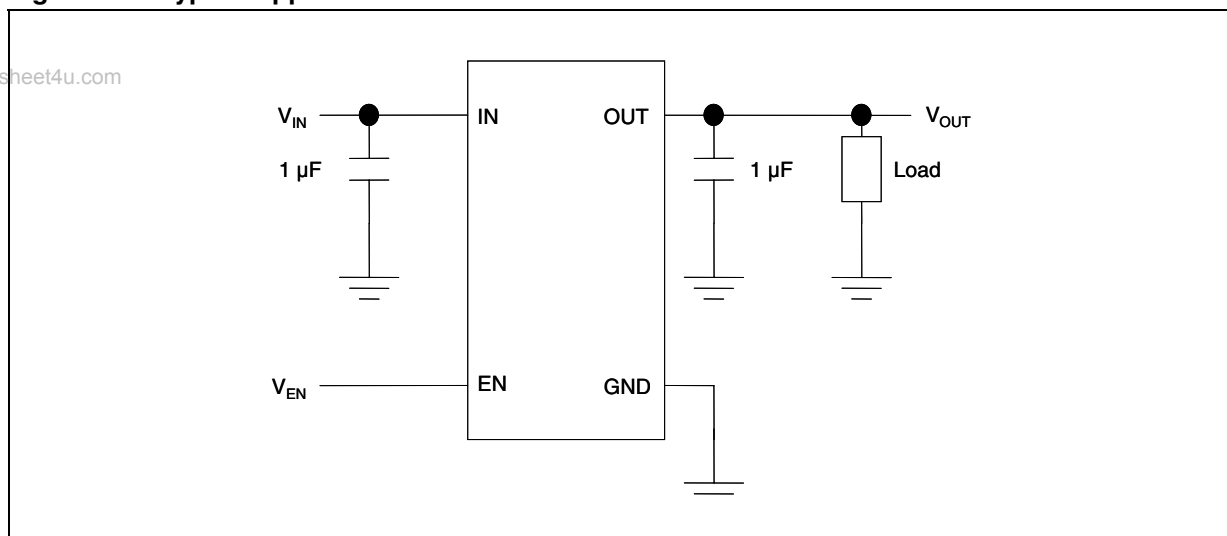 sheet4u.com
V_IN
IN
OUT
V_OUT
1 µF
1 µF
Load
V_EN
EN
GND